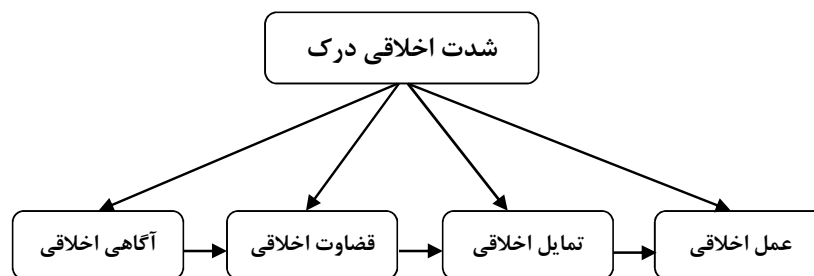 شدت اخلاقی درک
آگاهی اخلاقی
قضاوت اخلاقی
تمایل اخلاقی
عمل اخلاقی